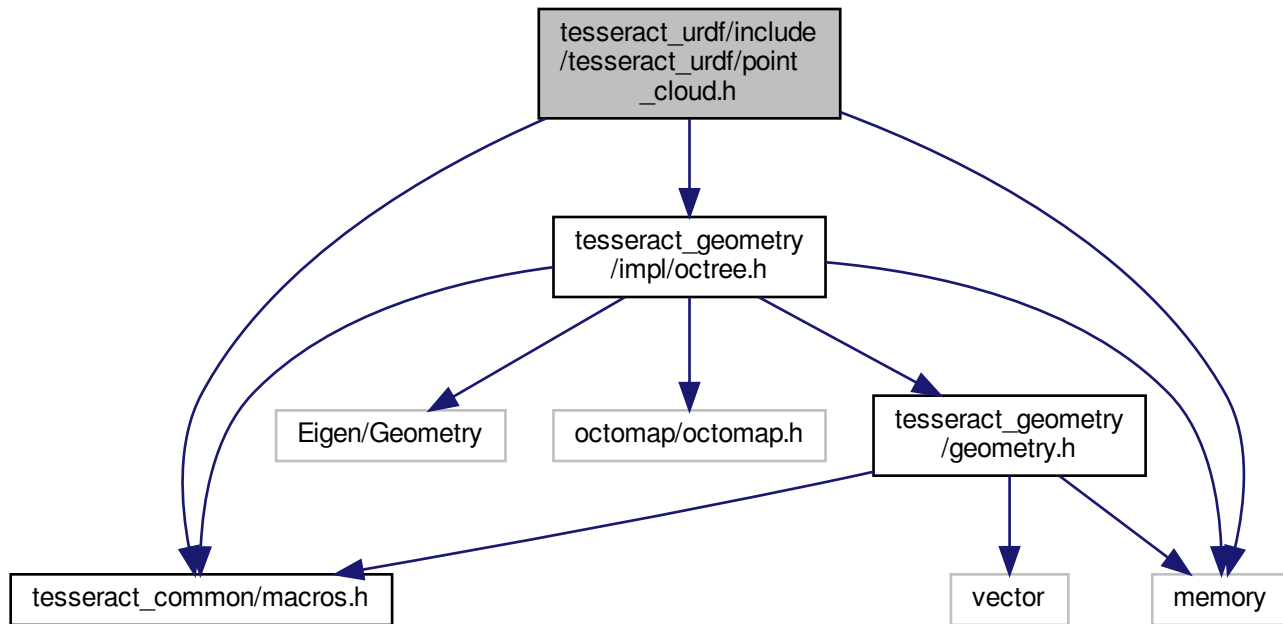 tesseract_urdf/include
/tesseract_urdf/point
_cloud.h
tesseract_geometry
/impl/octree.h
Eigen/Geometry
octomap/octomap.h
tesseract_geometry
/geometry.h
tesseract_common/macros.h
vector
memory